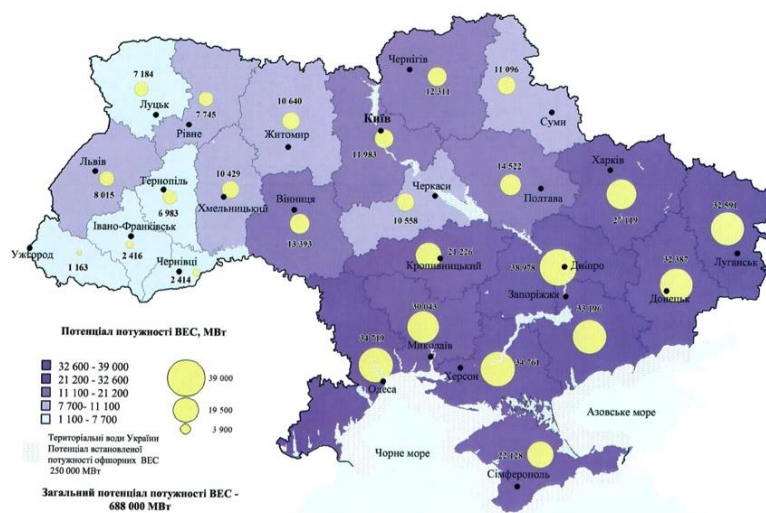 Чернігів
12 311
7 184
Луцьк
7 745
Рівне
10 640
Житомир
Київ
11 983
11 096
Суми
Львів
8 015
Тернопіль
6 983
10 429
Хмельницький
Вінниця
13 393
Черкаси
10 558
14 522
Полтава
Харків
27 119
32 591
Луганськ
Ужгород
1 163
Івано-Франківськ
2 416
Чернівці
2 414
21 226
Кропивницький
38 978
Дніпро
Запоріжжя
33 196
32 387
Донецьк
30 043
Миколаїв
34 719
Одеса
Херсон
34 761
Азовське море
Чорне море
22 128
Сімферополь
Потенціал потужності ВЕС, МВт
32 600 - 39 000
21 200 - 32 600
11 100 - 21 200
7 700- 11 100
1 100 - 7 700
39 000
19 500
3 900
Територіальні води України
Потенціал встановленої
потужності офшорних ВЕС
250 000 МВт
Загальний потенціал потужності ВЕС -
688 000 МВт